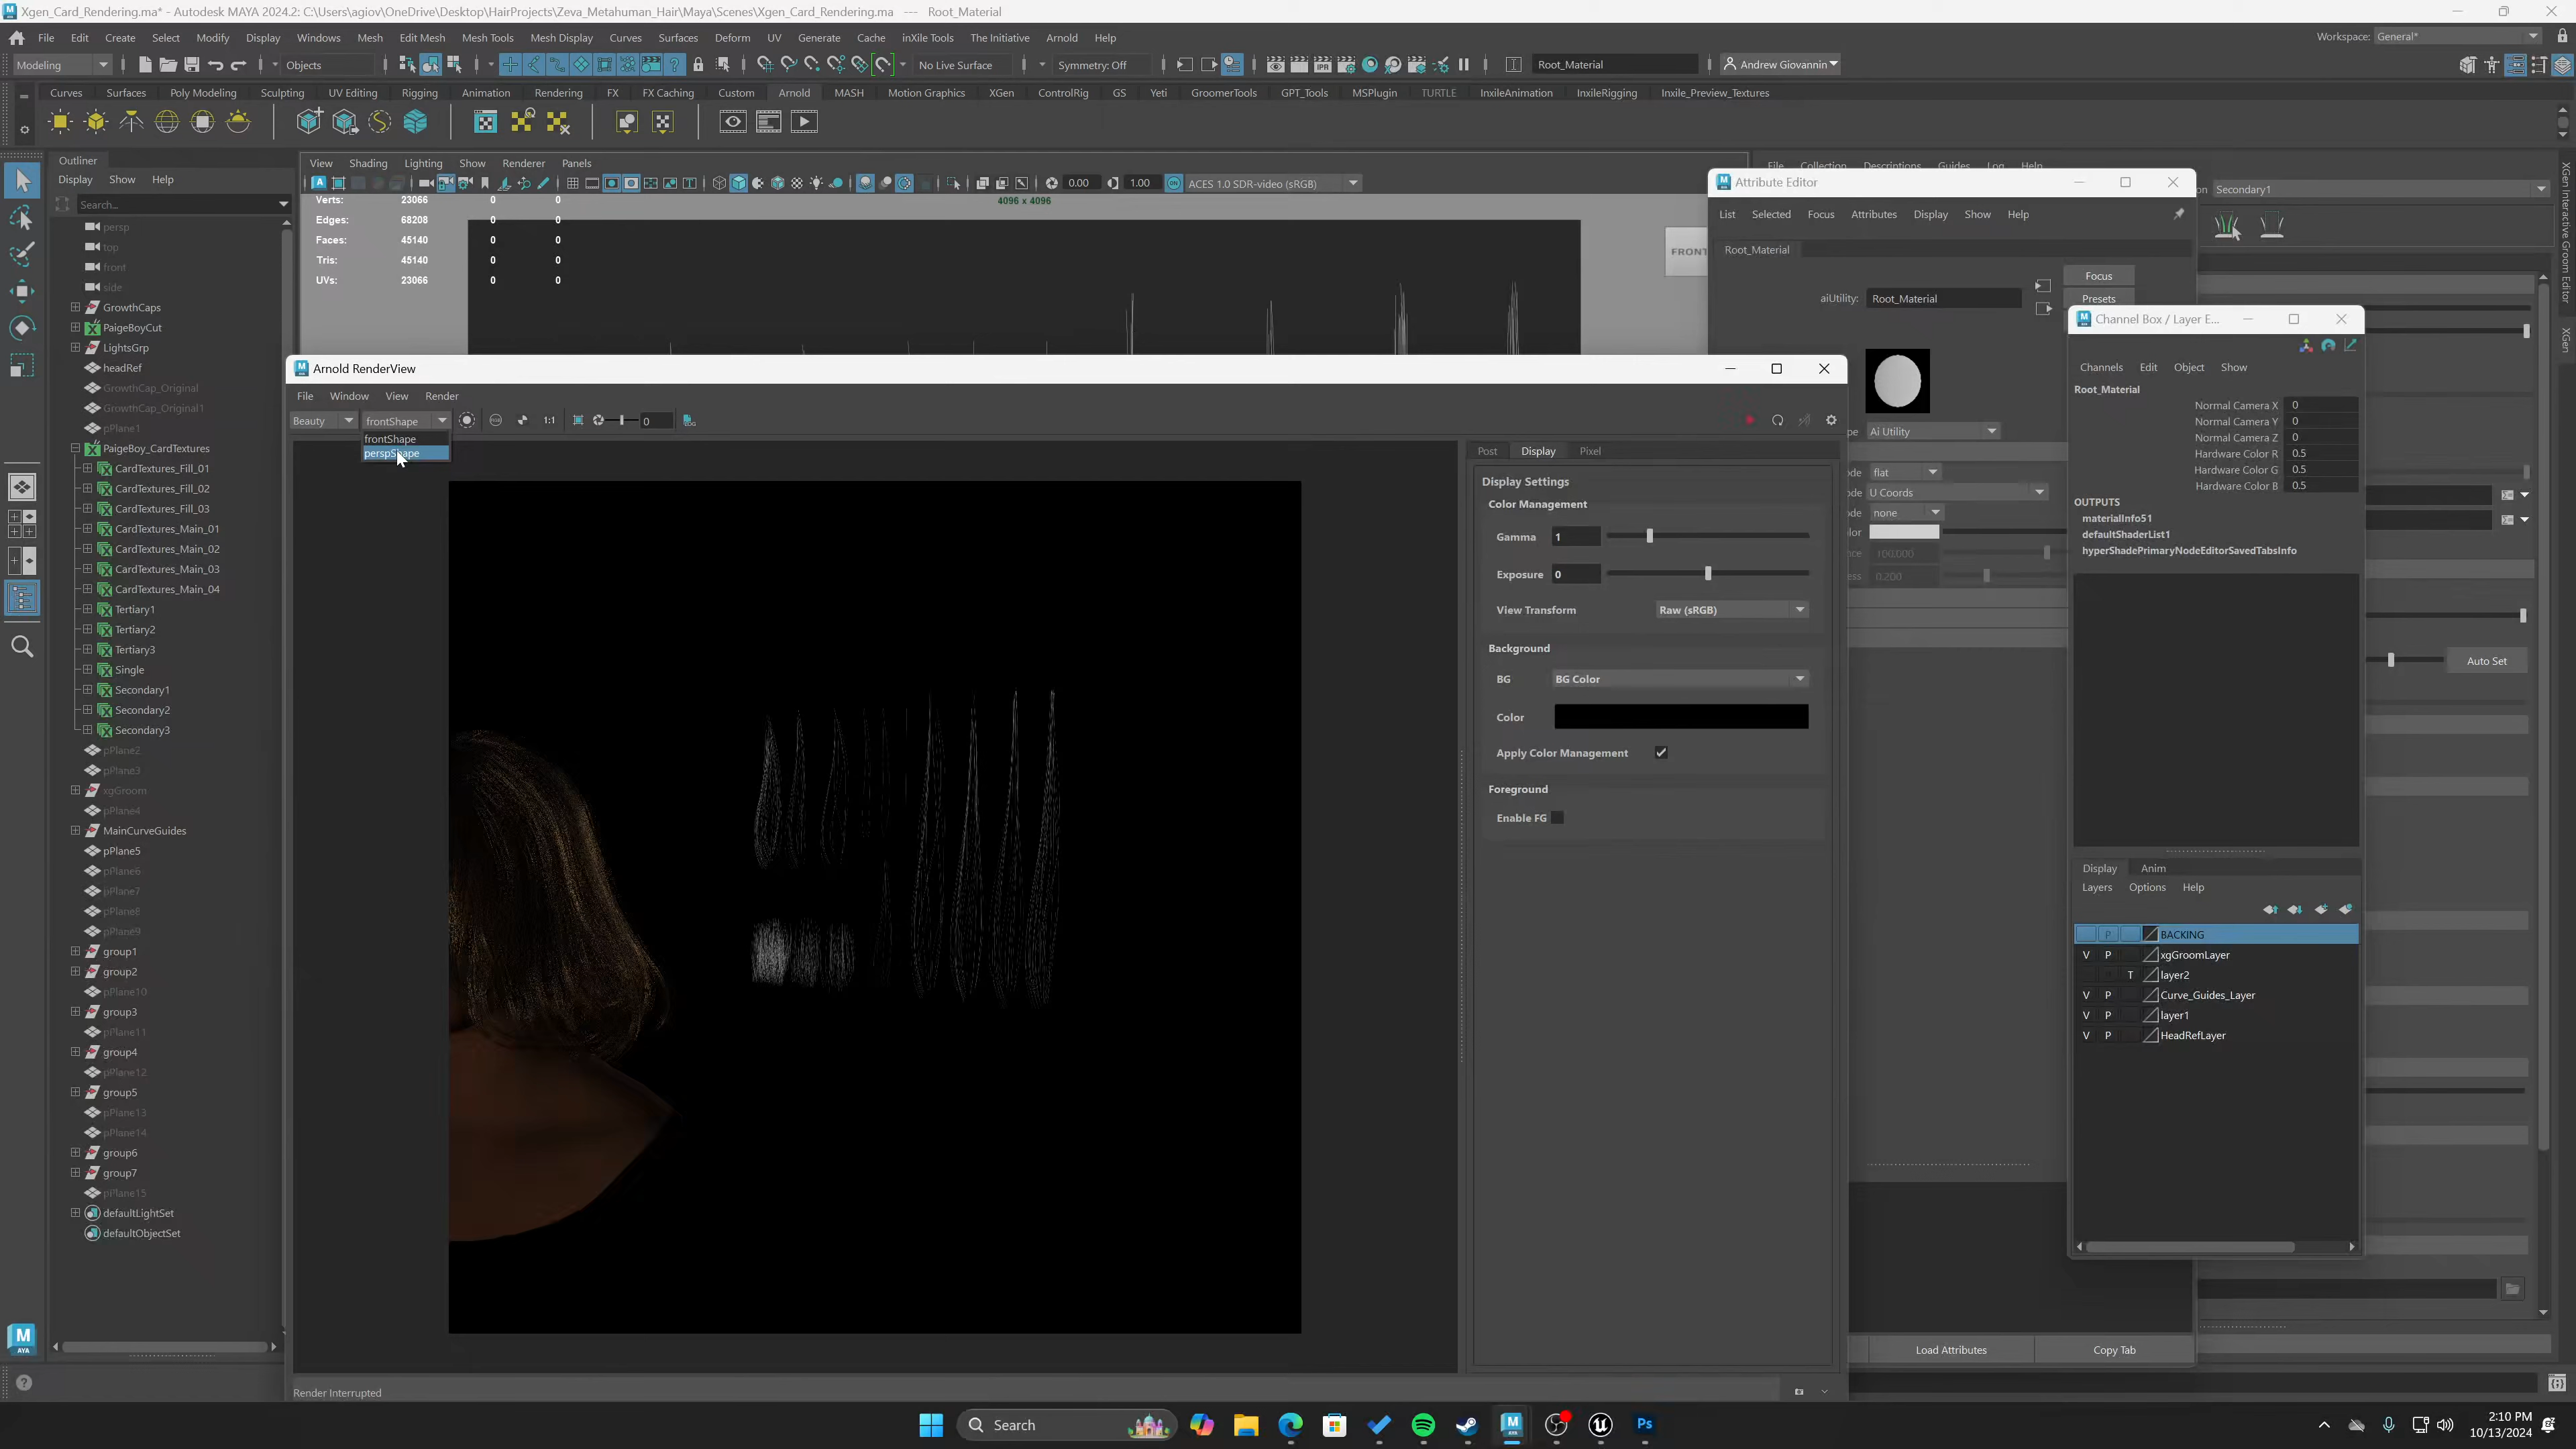 Xgen_Card_Rendering.ma* - Autodesk MAYA 2024.2: C:\Users\agiov\OneDrive\Desktop\HairProjects\Zeva_Metahuman_Hair\Maya\Scenes\Xgen_Card_Rendering.ma --- Root_Material
File Edit Create Select Modify Display Windows Mesh Edit Mesh Mesh Tools Mesh Display Curves Surfaces Deform UV Generate Cache inXile Tools The Initiative Arnold Help
Workspace: General*
Modeling
Objects
No Live Surface
Symmetry: Off
Root_Material
Andrew Giovannin
Curves Surfaces Poly Modeling Sculpting UV Editing Rigging Animation Rendering FX FX Caching Custom Arnold MASH Motion Graphics XGen ControlRig GS Yeti GroomerTools GPT_Tools MSPlugin TURTLE InxileAnimation InxileRigging Inxile_Preview_Textures
Outliner
Display Show Help
Search...
persp
top
front
side
GrowthCaps
PaigeBoyCut
LightsGrp
headRef
GrowthCap_Original
GrowthCap_Original1
pPlane1
PaigeBoy_CardTextures
CardTextures_Fill_01
CardTextures_Fill_02
CardTextures_Fill_03
CardTextures_Main_01
CardTextures_Main_02
CardTextures_Main_03
CardTextures_Main_04
Tertiary1
Tertiary2
Tertiary3
Single
Secondary1
Secondary2
Secondary3
pPlane2
pPlane3
xgGroom
pPlane4
MainCurveGuides
pPlane5
pPlane6
pPlane7
pPlane8
pPlane9
group1
group2
pPlane10
group3
pPlane11
group4
pPlane12
group5
pPlane13
pPlane14
group6
group7
pPlane15
defaultLightSet
defaultObjectSet
View Shading Lighting Show Renderer Panels
0.00
1.00
ACES 1.0 SDR-video (sRGB)
4096 x 4096
Verts: 23066 0 0
Edges: 68208 0 0
Faces: 45140 0 0
Tris: 45140 0 0
UVs: 23066 0 0
FRONT
Arnold RenderView
File Window View Render
Beauty
frontShape
1:1
0
frontShape
perspShape
Post Display Pixel
Display Settings
Color Management
Gamma 1
Exposure 0
View Transform Raw (sRGB)
Background
BG BG Color
Color
Apply Color Management
Foreground
Enable FG
Render Interrupted
File Collection Descriptions Guides Log Help
Secondary1
Attribute Editor
List Selected Focus Attributes Display Show Help
Root_Material
aiUtility: Root_Material
Focus
Presets
Ai Utility
flat
U Coords
none
100.000
0.200
Load Attributes
Copy Tab
Channel Box / Layer E...
Channels Edit Object Show
Root_Material
Normal Camera X 0
Normal Camera Y 0
Normal Camera Z 0
Hardware Color R 0.5
Hardware Color G 0.5
Hardware Color B 0.5
OUTPUTS
materialInfo51
defaultShaderList1
hyperShadePrimaryNodeEditorSavedTabsInfo
Display Anim
Layers Options Help
P BACKING
V P xgGroomLayer
T layer2
V P Curve_Guides_Layer
V P layer1
V P HeadRefLayer
Auto Set
XGen Interactive Groom Editor
XGen
Search
2:10 PM
10/13/2024